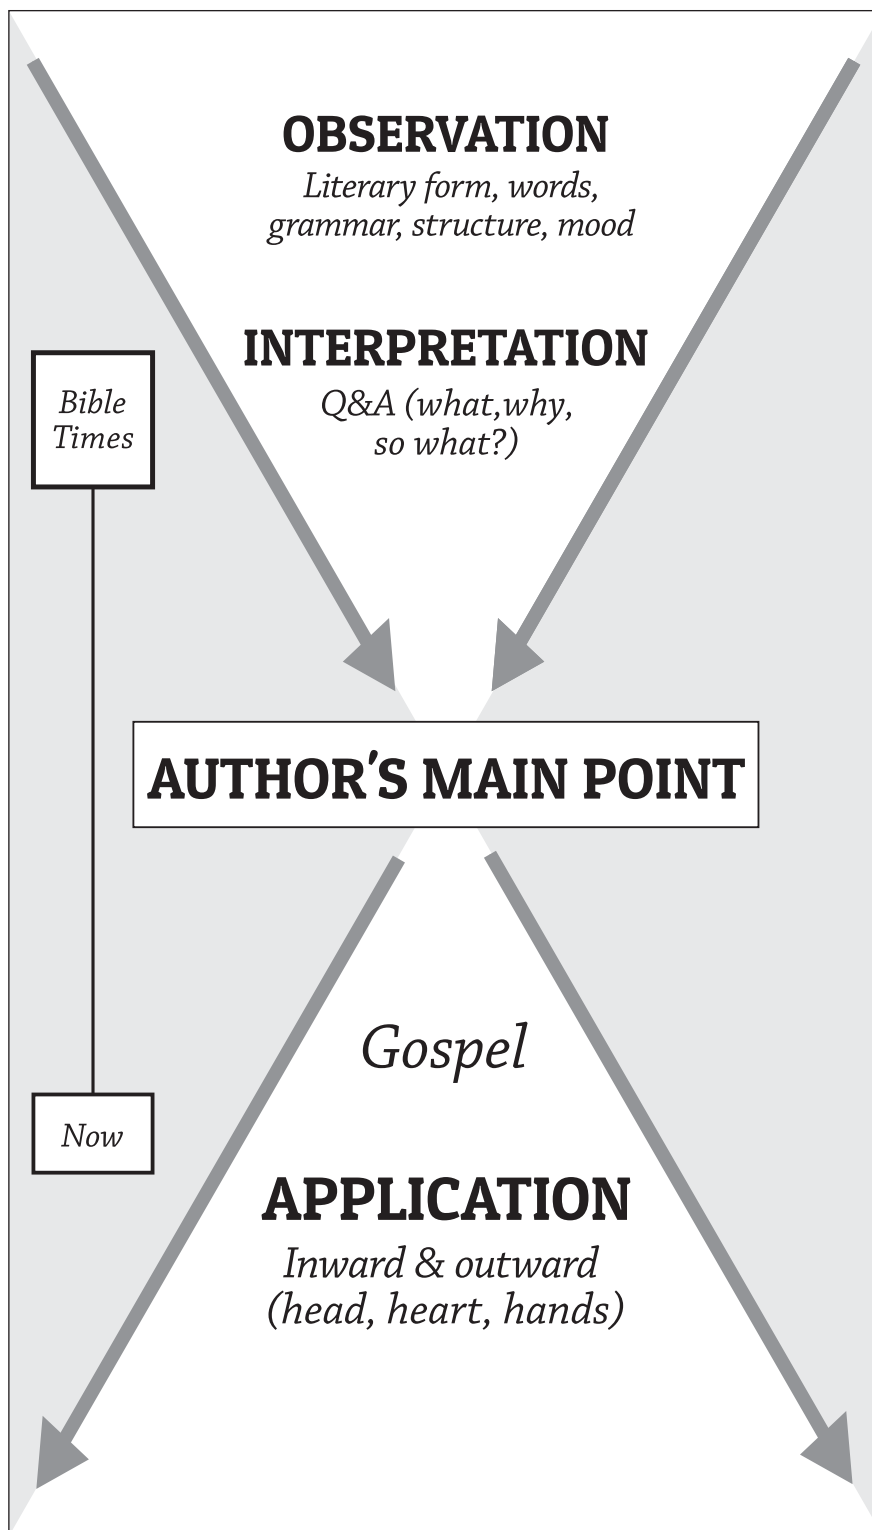 OBSERVATION
Literary form, words,
grammar, structure, mood
INTERPRETATION
Q&A (what,why,
so what?)
Bible
Times
AUTHOR'S MAIN POINT
Gospel
Now
APPLICATION
Inward & outward
(head, heart, hands)